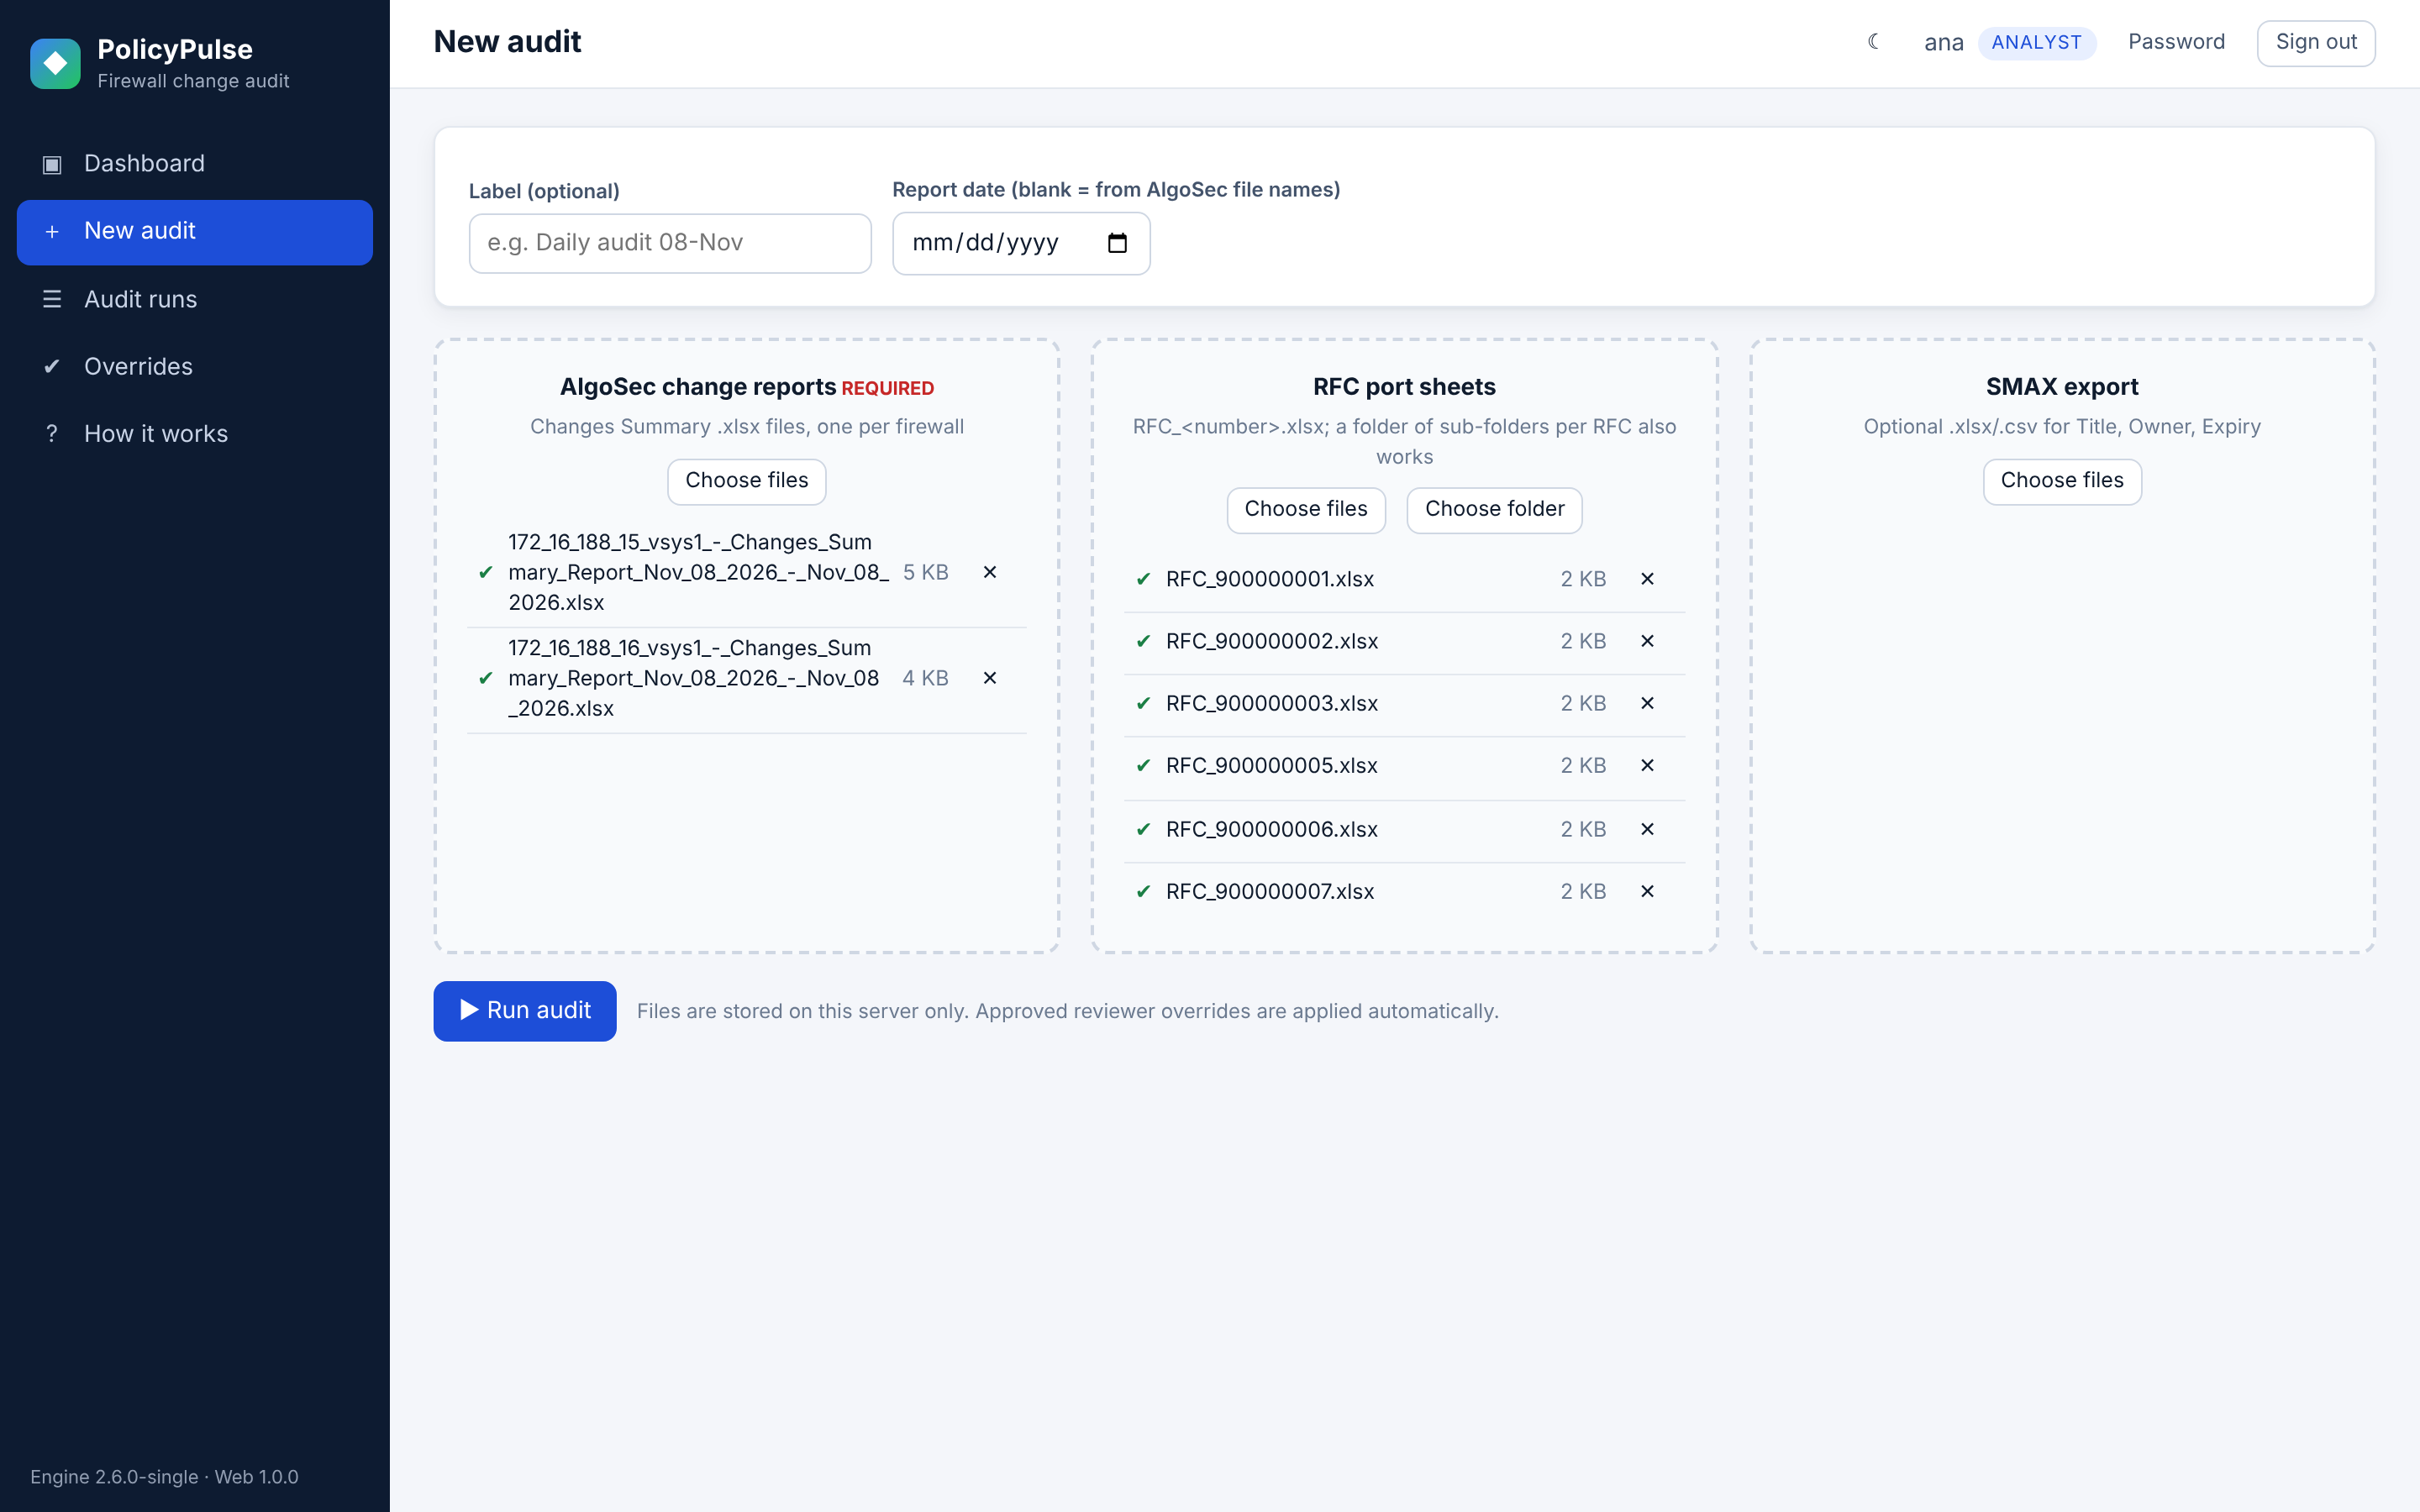 PolicyPulse
Firewall change audit
Dashboard
+ New audit
Audit runs
Overrides
? How it works
Engine 2.6.0-single · Web 1.0.0
New audit
ana ANALYST Password Sign out
Label (optional)
e.g. Daily audit 08-Nov
Report date (blank = from AlgoSec file names)
mm/dd/yyyy
AlgoSec change reports REQUIRED
Changes Summary .xlsx files, one per firewall
Choose files
✔ 172_16_188_15_vsys1_-_Changes_Sum
mary_Report_Nov_08_2026_-_Nov_08_ 5 KB ✕
2026.xlsx
✔ 172_16_188_16_vsys1_-_Changes_Sum
mary_Report_Nov_08_2026_-_Nov_08 4 KB ✕
_2026.xlsx
RFC port sheets
RFC_<number>.xlsx; a folder of sub-folders per RFC also
works
Choose files Choose folder
✔ RFC_900000001.xlsx 2 KB ✕
✔ RFC_900000002.xlsx 2 KB ✕
✔ RFC_900000003.xlsx 2 KB ✕
✔ RFC_900000005.xlsx 2 KB ✕
✔ RFC_900000006.xlsx 2 KB ✕
✔ RFC_900000007.xlsx 2 KB ✕
SMAX export
Optional .xlsx/.csv for Title, Owner, Expiry
Choose files
▶ Run audit
Files are stored on this server only. Approved reviewer overrides are applied automatically.